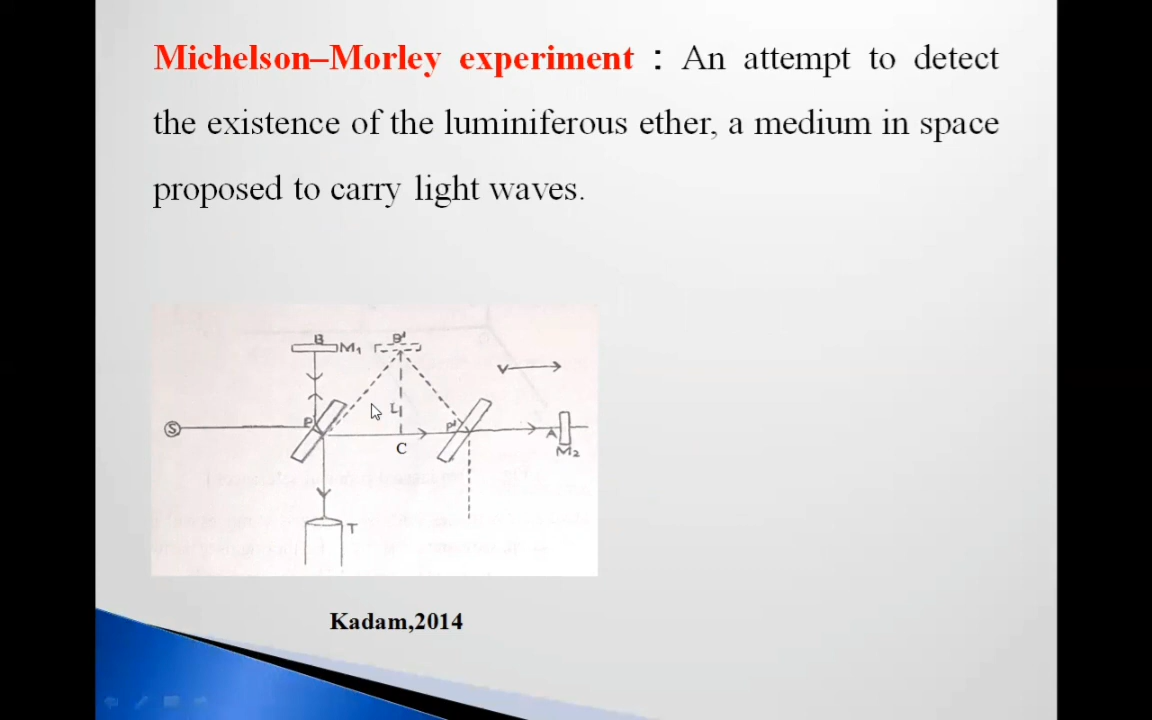 Michelson–Morley experiment : An attempt to detect
the existence of the luminiferous ether, a medium in space
proposed to carry light waves.
B M₁ B'
V
S P L P' A
C M₂
T
Kadam,2014